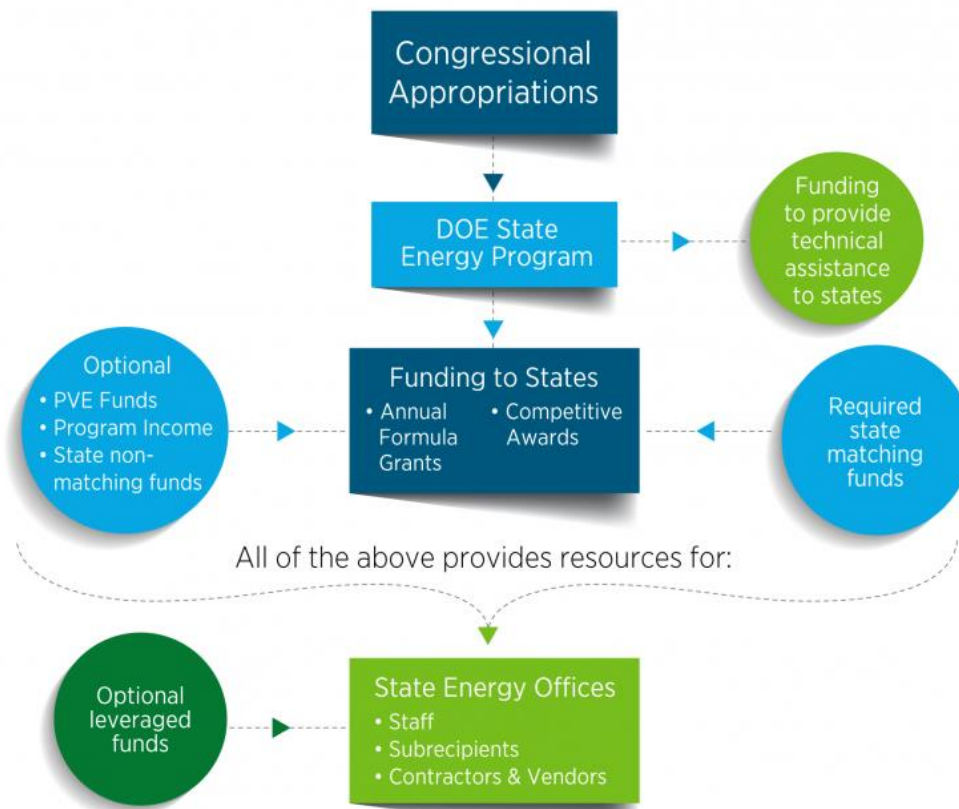 Congressional
Appropriations
DOE State
Energy Program
Funding
to provide
technical
assistance
to states
Optional
• PVE Funds
• Program Income
• State non-
matching funds
Funding to States
• Annual
Formula
Grants
• Competitive
Awards
Required
state
matching
funds
All of the above provides resources for:
Optional
leveraged
funds
State Energy Offices
• Staff
• Subrecipients
• Contractors & Vendors